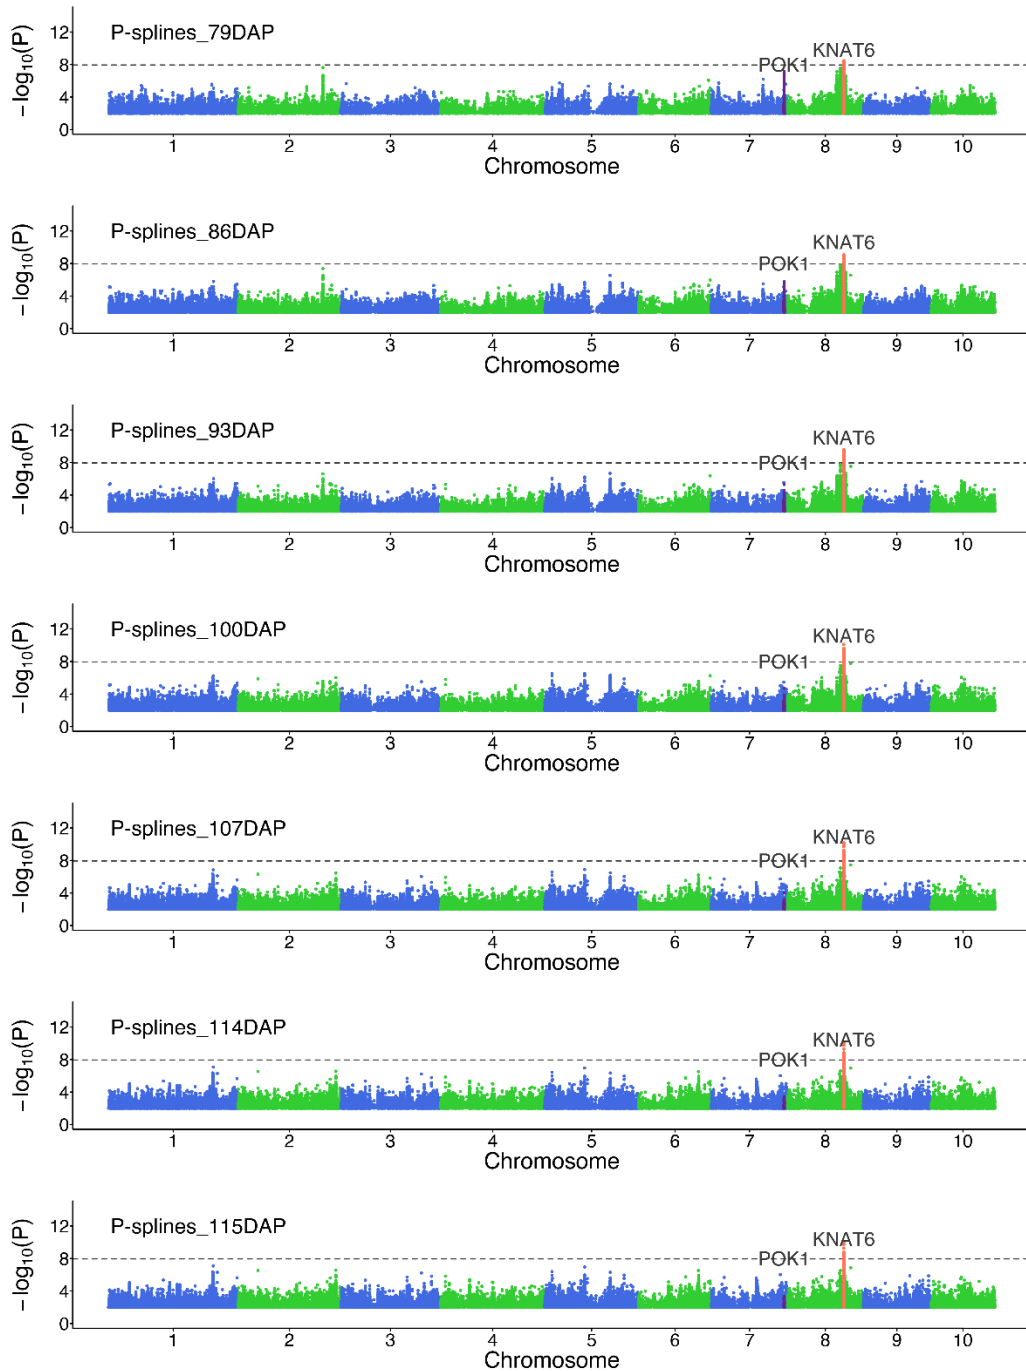 P-splines_79DAP
KNAT6
POK1
12
8
4
0
−log10(P)
1 2 3 4 5 6 7 8 9 10
Chromosome
P-splines_86DAP
KNAT6
POK1
12
8
4
0
−log10(P)
1 2 3 4 5 6 7 8 9 10
Chromosome
P-splines_93DAP
KNAT6
POK1
12
8
4
0
−log10(P)
1 2 3 4 5 6 7 8 9 10
Chromosome
P-splines_100DAP
KNAT6
POK1
12
8
4
0
−log10(P)
1 2 3 4 5 6 7 8 9 10
Chromosome
P-splines_107DAP
KNAT6
POK1
12
8
4
0
−log10(P)
1 2 3 4 5 6 7 8 9 10
Chromosome
P-splines_114DAP
KNAT6
POK1
12
8
4
0
−log10(P)
1 2 3 4 5 6 7 8 9 10
Chromosome
P-splines_115DAP
KNAT6
POK1
12
8
4
0
−log10(P)
1 2 3 4 5 6 7 8 9 10
Chromosome